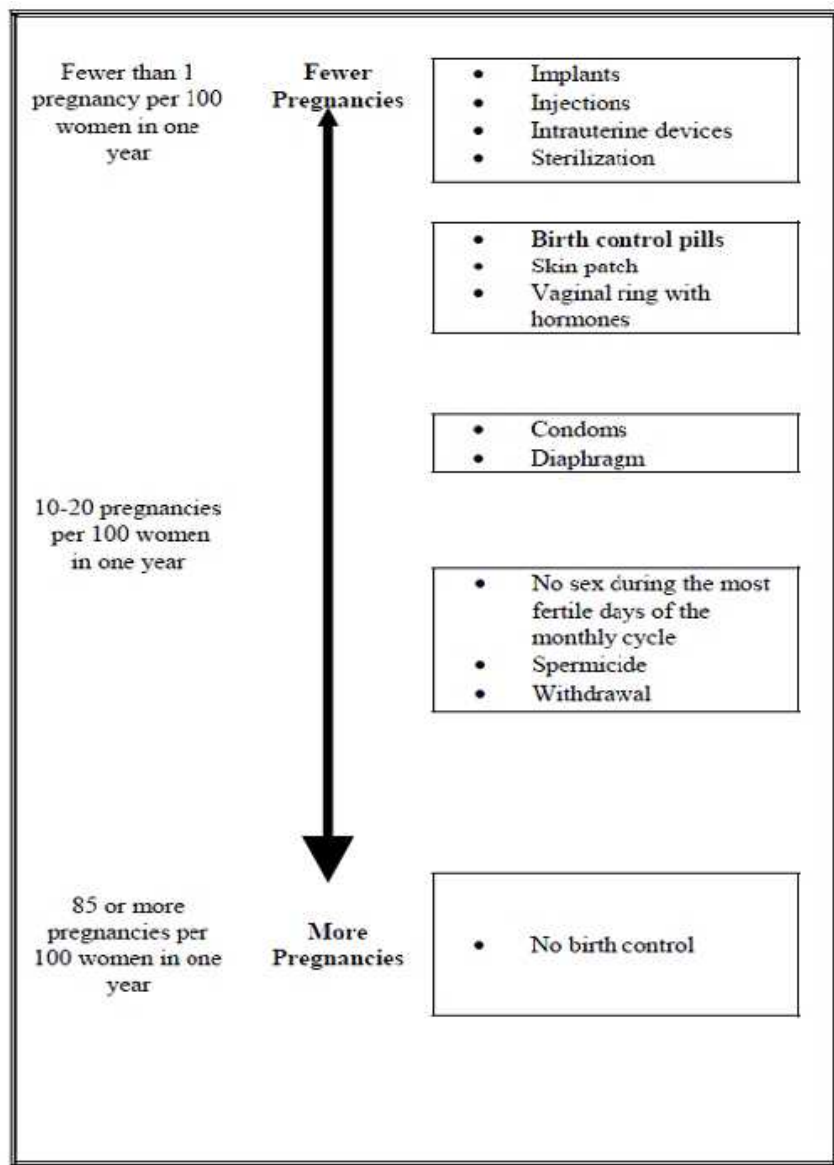 Fewer than 1
pregnancy per 100
women in one
year
Fewer
Pregnancies
• Implants
• Injections
• Intrauterine devices
• Sterilization
• Birth control pills
• Skin patch
• Vaginal ring with
hormones
• Condoms
• Diaphragm
10-20 pregnancies
per 100 women
in one year
• No sex during the most
fertile days of the
monthly cycle
• Spermicide
• Withdrawal
85 or more
pregnancies per
100 women in one
year
More
Pregnancies
• No birth control